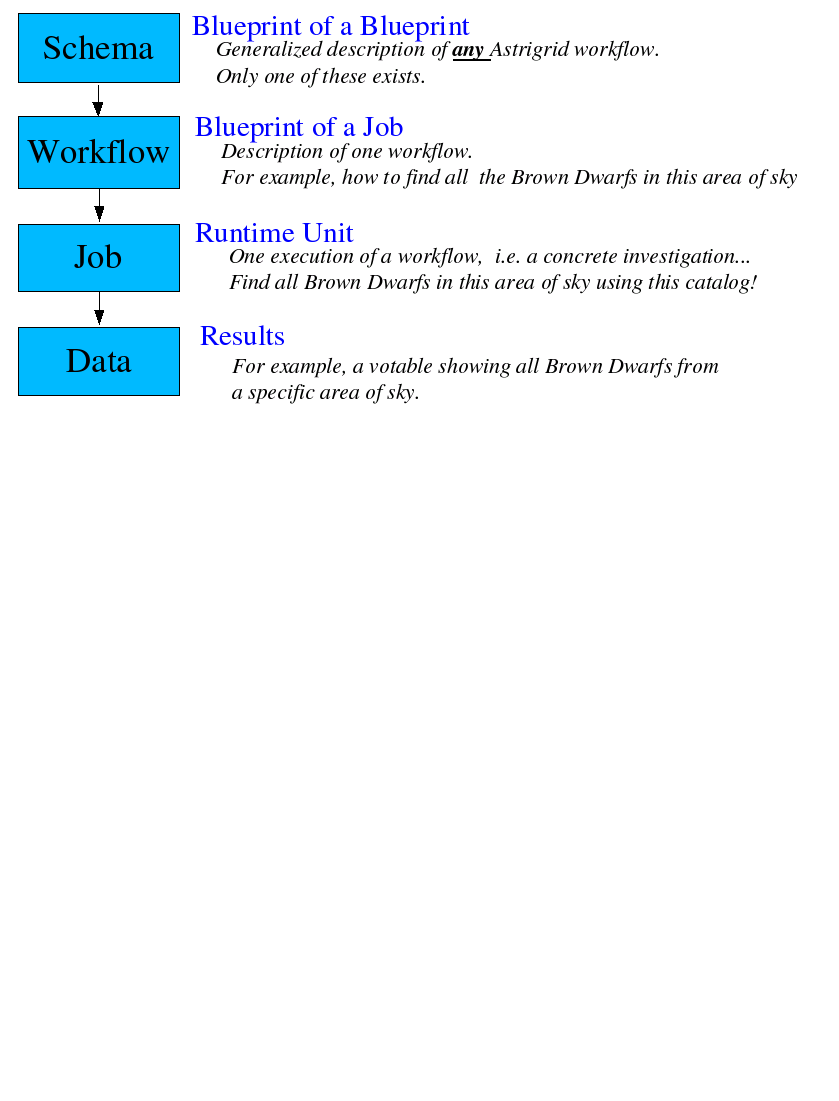 Schema
Blueprint of a Blueprint
Generalized description of any Astrigrid workflow.
Only one of these exists.
Workflow
Blueprint of a Job
Description of one workflow.
For example, how to find all the Brown Dwarfs in this area of sky
Job
Runtime Unit
One execution of a workflow, i.e. a concrete investigation...
Find all Brown Dwarfs in this area of sky using this catalog!
Data
Results
For example, a votable showing all Brown Dwarfs from
a specific area of sky.